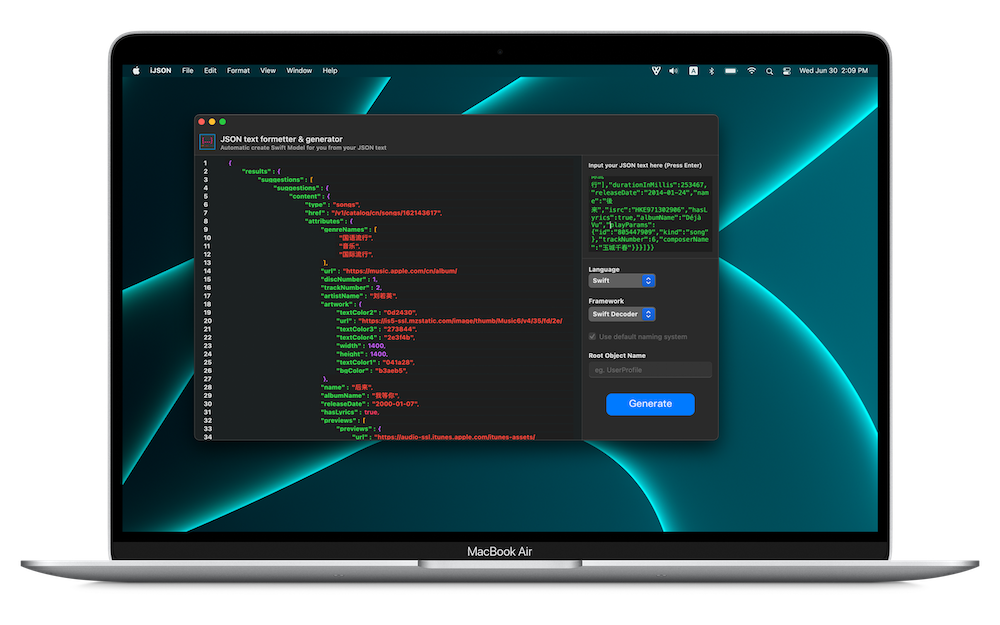 iJSON File Edit Format View Window Help
A Wed Jun 30 2:09 PM
JSON text formetter & generator
Automatic create Swift Model for you from your JSON text
1 {
2 "results" : {
3 "suggestions" : [
4 "suggestions" : {
5 "content" : {
6 "type" : "songs",
7 "href" : "/v1/catalog/cn/songs/162143617",
8 "attributes" : {
9 "genreNames" : [
10 "国语流行",
11 "音乐",
12 "国际流行",
13 ],
14 "url" : "https://music.apple.com/cn/album/
15 "discNumber" : 1,
16 "trackNumber" : 2,
17 "artistName" : "刘若英",
18 "artwork" : {
19 "textColor2" : "0d2430",
20 "url" : "https://is5-ssl.mzstatic.com/image/thumb/Music6/v4/35/fd/2e/
21 "textColor3" : "273844",
22 "textColor4" : "2e3f4b",
23 "width" : 1400,
24 "height" : 1400,
25 "textColor1" : "041a28",
26 "bgColor" : "b3aeb5",
27 },
28 "name" : "后来",
29 "albumName" : "我等你",
30 "releaseDate" : "2000-01-07",
31 "hasLyrics" : true,
32 "previews" : [
33 "previews" : {
34 "url" : "https://audio-ssl.itunes.apple.com/itunes-assets/
Input your JSON text here (Press Enter)
行"],"durationInMillis":253467,
"releaseDate":"2014-01-24","na
me":"後
来","isrc":"HKE971302906","hasL
yrics":true,"albumName":"Déjà
Vu","playParams":
{"id":"805447909","kind":"song"
},"trackNumber":6,"composerName
":"玉城千春"}}}]}}
Language
Swift
Framework
Swift Decoder
Use default naming system
Root Object Name
eg. UserProfile
Generate
MacBook Air